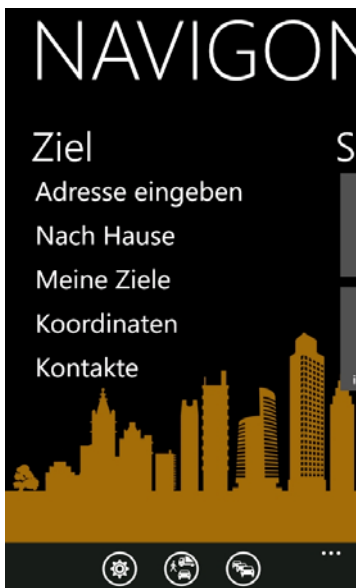 NAVIGON
Ziel
S
Adresse eingeben
Nach Hause
Meine Ziele
Koordinaten
Kontakte
i